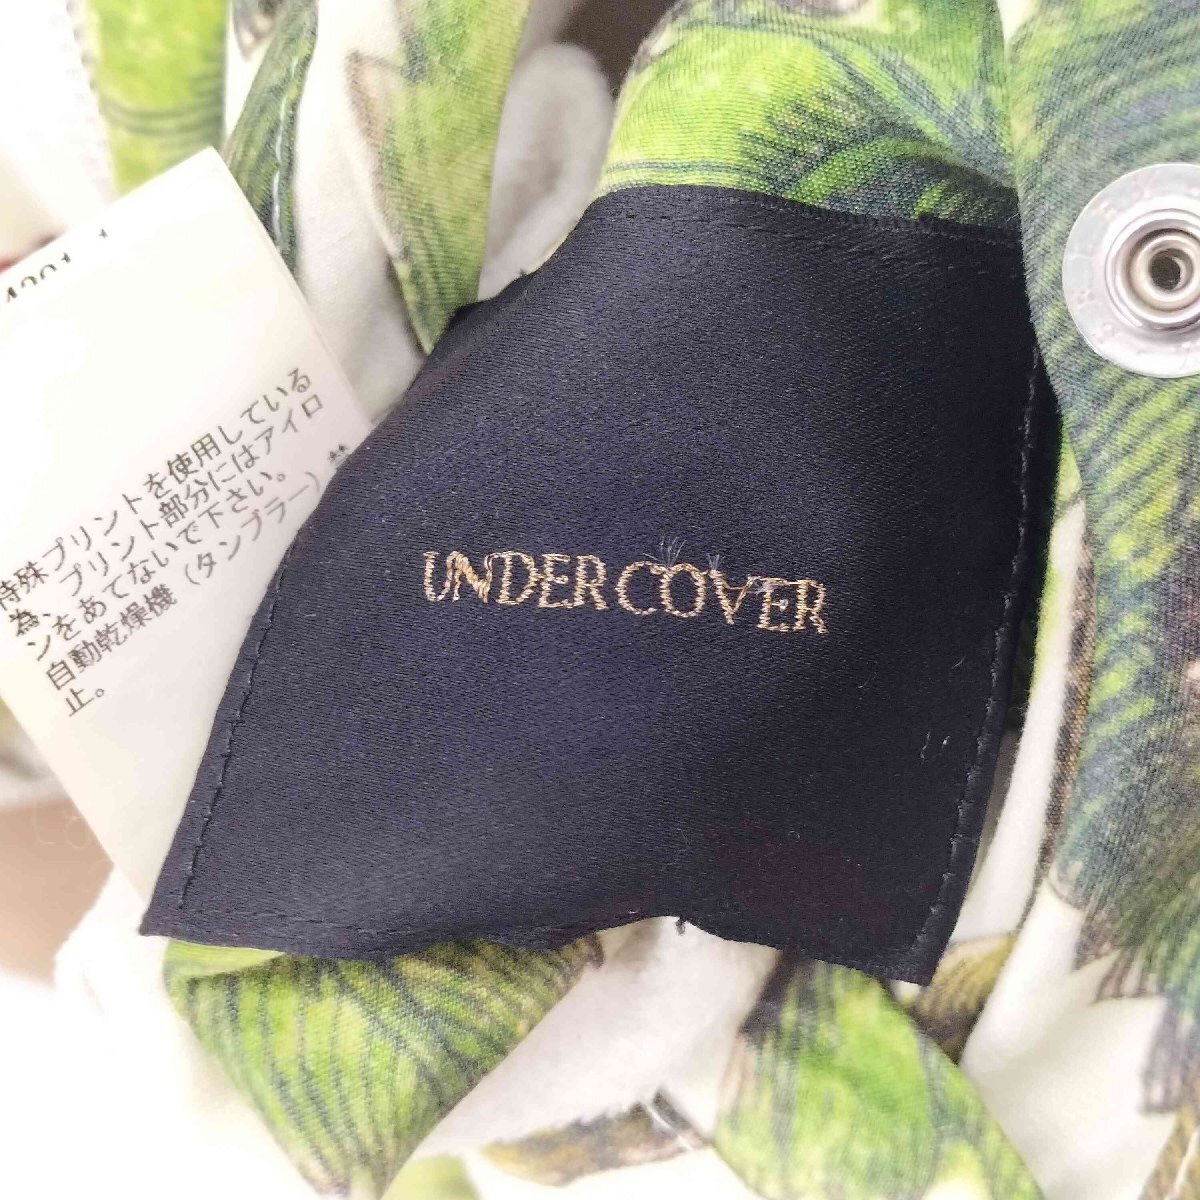 特殊プリントを使用している
為、プリント部分にはアイロ
ンをあてないで下さい。
自動乾燥機（タンブラー）禁
止。
UNDERCOVER